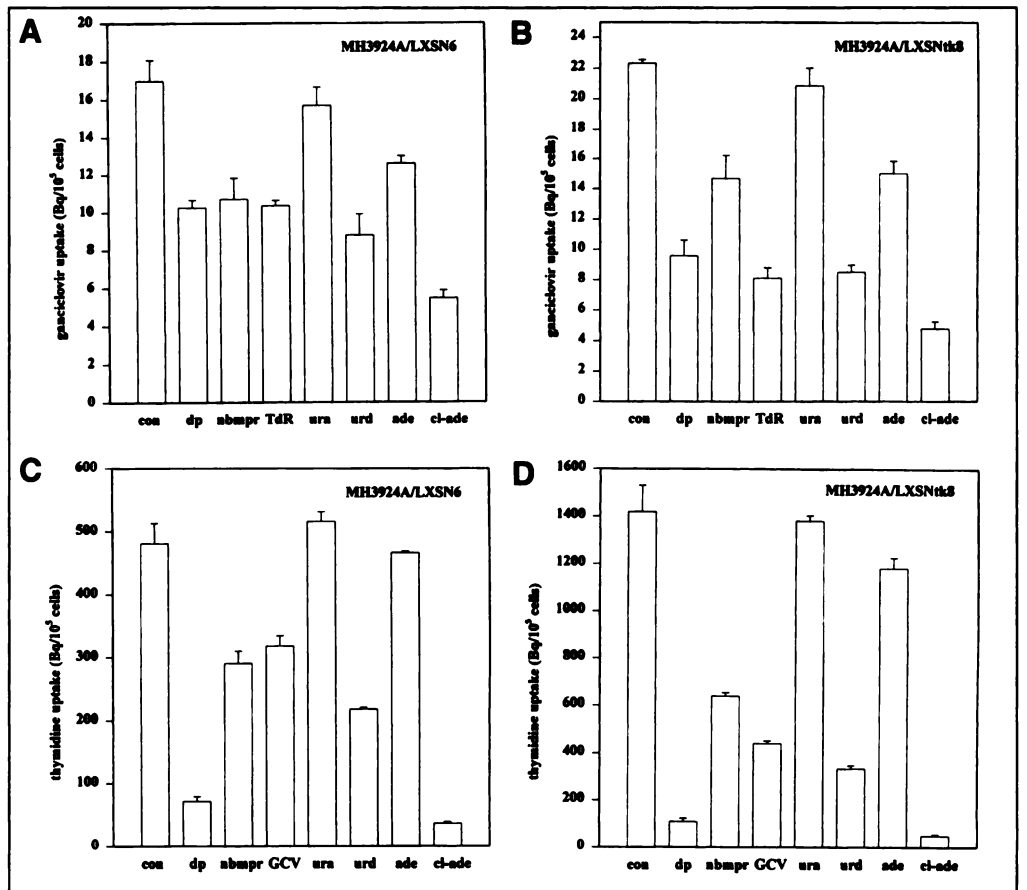 A
MH3924A/LXSN6
ganciclovir uptake (Bq/10⁵ cells)
20
18
16
14
12
10
8
6
4
2
0
con dp nbmpr TdR ura urd ade cl-ade
B
MH3924A/LXSNtk8
ganciclovir uptake (Bq/10⁵ cells)
24
22
20
18
16
14
12
10
8
6
4
2
0
con dp nbmpr TdR ura urd ade cl-ade
C
MH3924A/LXSN6
thymidine uptake (Bq/10⁵ cells)
600
500
400
300
200
100
0
con dp nbmpr GCV ura urd ade cl-ade
D
MH3924A/LXSNtk8
thymidine uptake (Bq/10⁵ cells)
1600
1400
1200
1000
800
600
400
200
0
con dp nbmpr GCV ura urd ade cl-ade